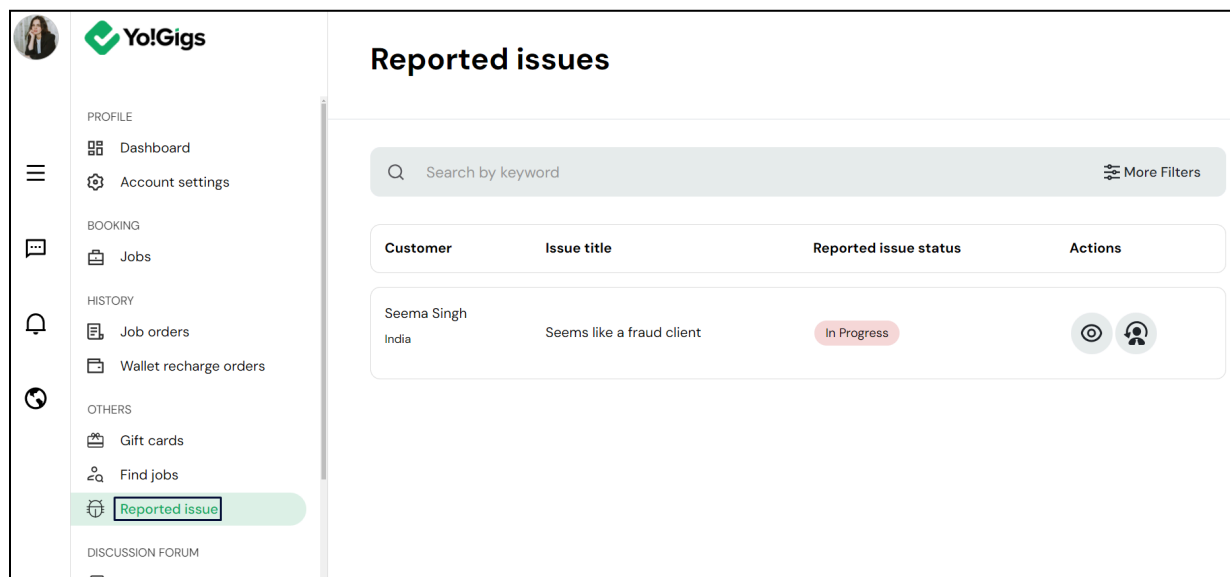 Yo!Gigs
Reported issues
PROFILE
Dashboard
Account settings
BOOKING
Jobs
HISTORY
Job orders
Wallet recharge orders
OTHERS
Gift cards
Find jobs
Reported issue
DISCUSSION FORUM
Search by keyword
More Filters
Customer Issue title Reported issue status Actions
Seema Singh
India
Seems like a fraud client
In Progress